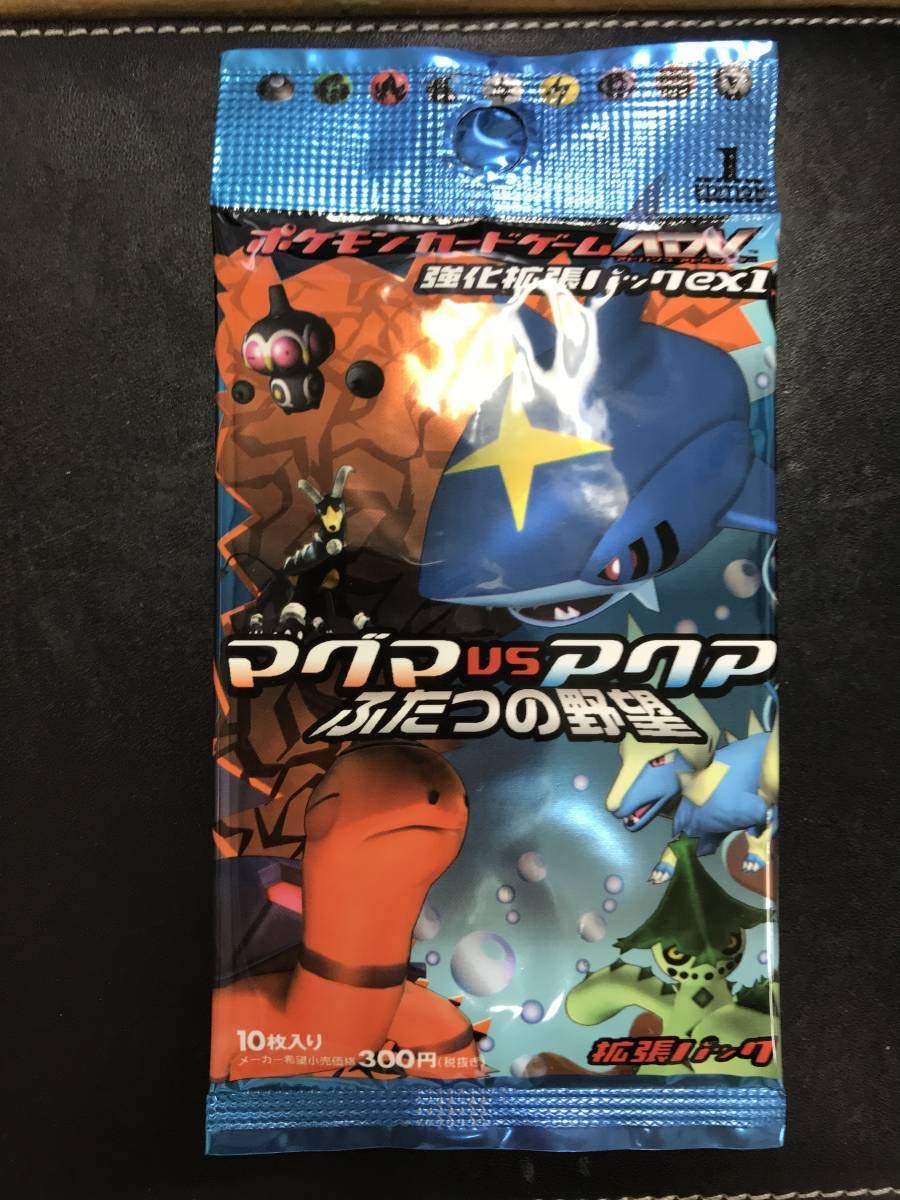 1
EDITION
ポケモンカードゲームADV
強化拡張パックex1
マグマvsアクア
ふたつの野望
10枚入り
メーカー希望小売価格 300円(税抜き)
拡張パック